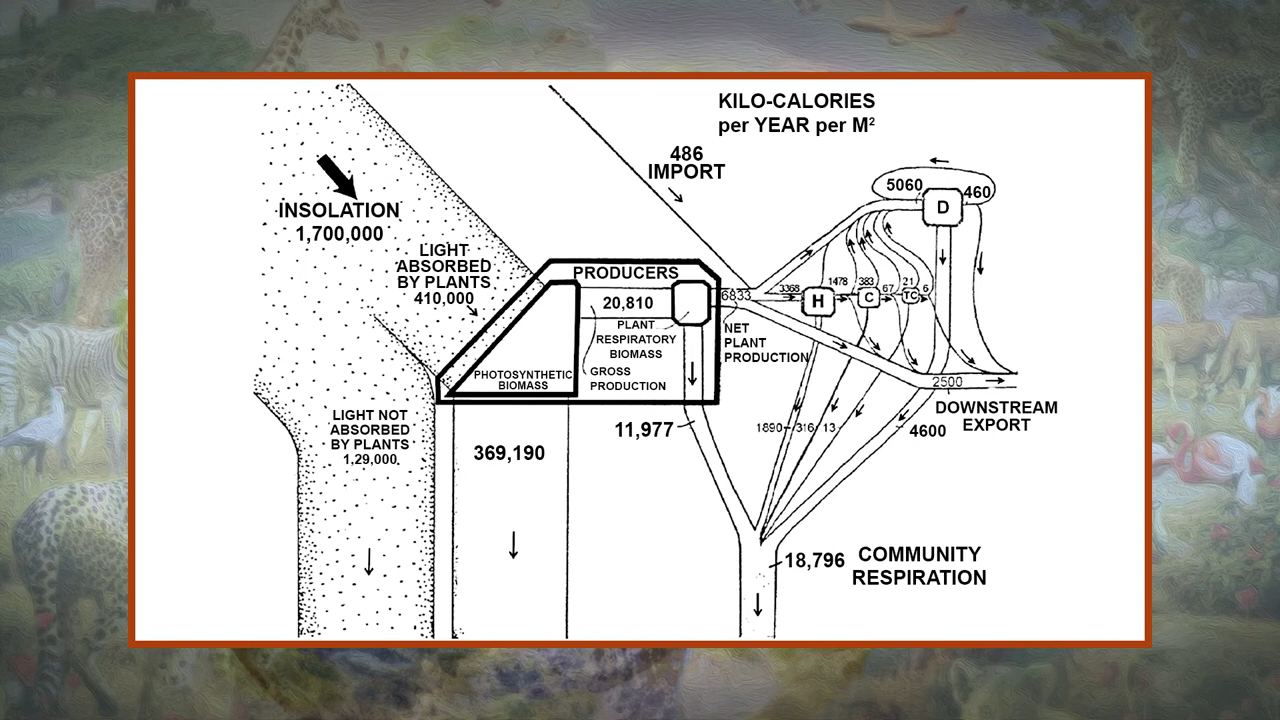 KILO-CALORIES
per YEAR per M²
486
IMPORT
5060
460
D
INSOLATION
1,700,000
LIGHT
ABSORBED
BY PLANTS
410,000
PRODUCERS
20,810
6833
3368
H
1478
383
C
67
21
TC
6
PLANT
RESPIRATORY
BIOMASS
NET
PLANT
PRODUCTION
GROSS
PRODUCTION
PHOTOSYNTHETIC
BIOMASS
2500
DOWNSTREAM
EXPORT
LIGHT NOT
ABSORBED
BY PLANTS
1,29,000
369,190
11,977
1890
316
13
4600
18,796
COMMUNITY
RESPIRATION